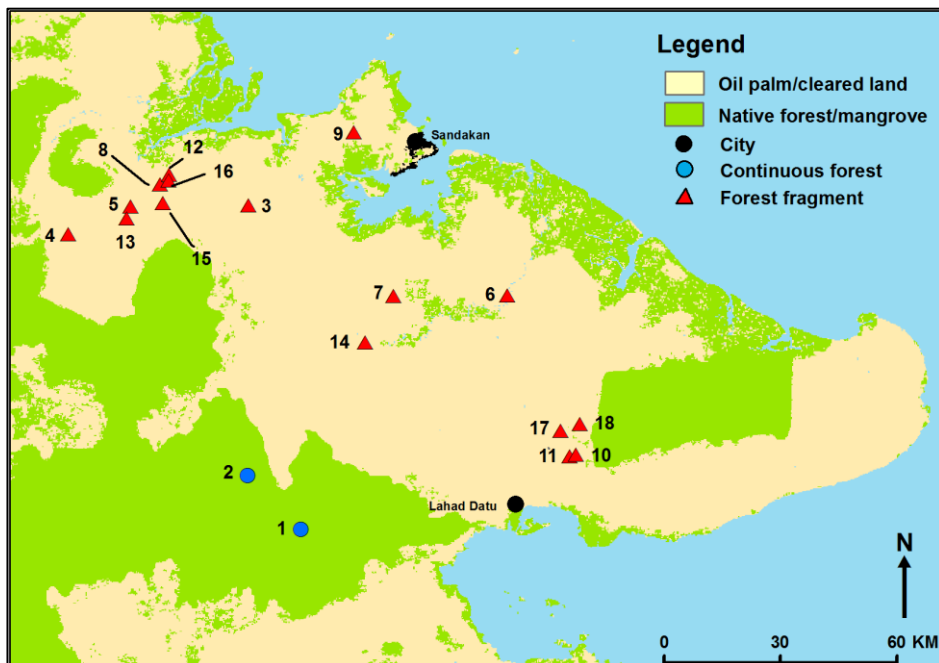 Legend
Oil palm/cleared land
Native forest/mangrove
City
Continuous forest
Forest fragment
9
Sandakan
8
12
16
5
3
4
13
15
7
6
14
17
18
11
10
2
Lahad Datu
1
N
0
30
60 KM